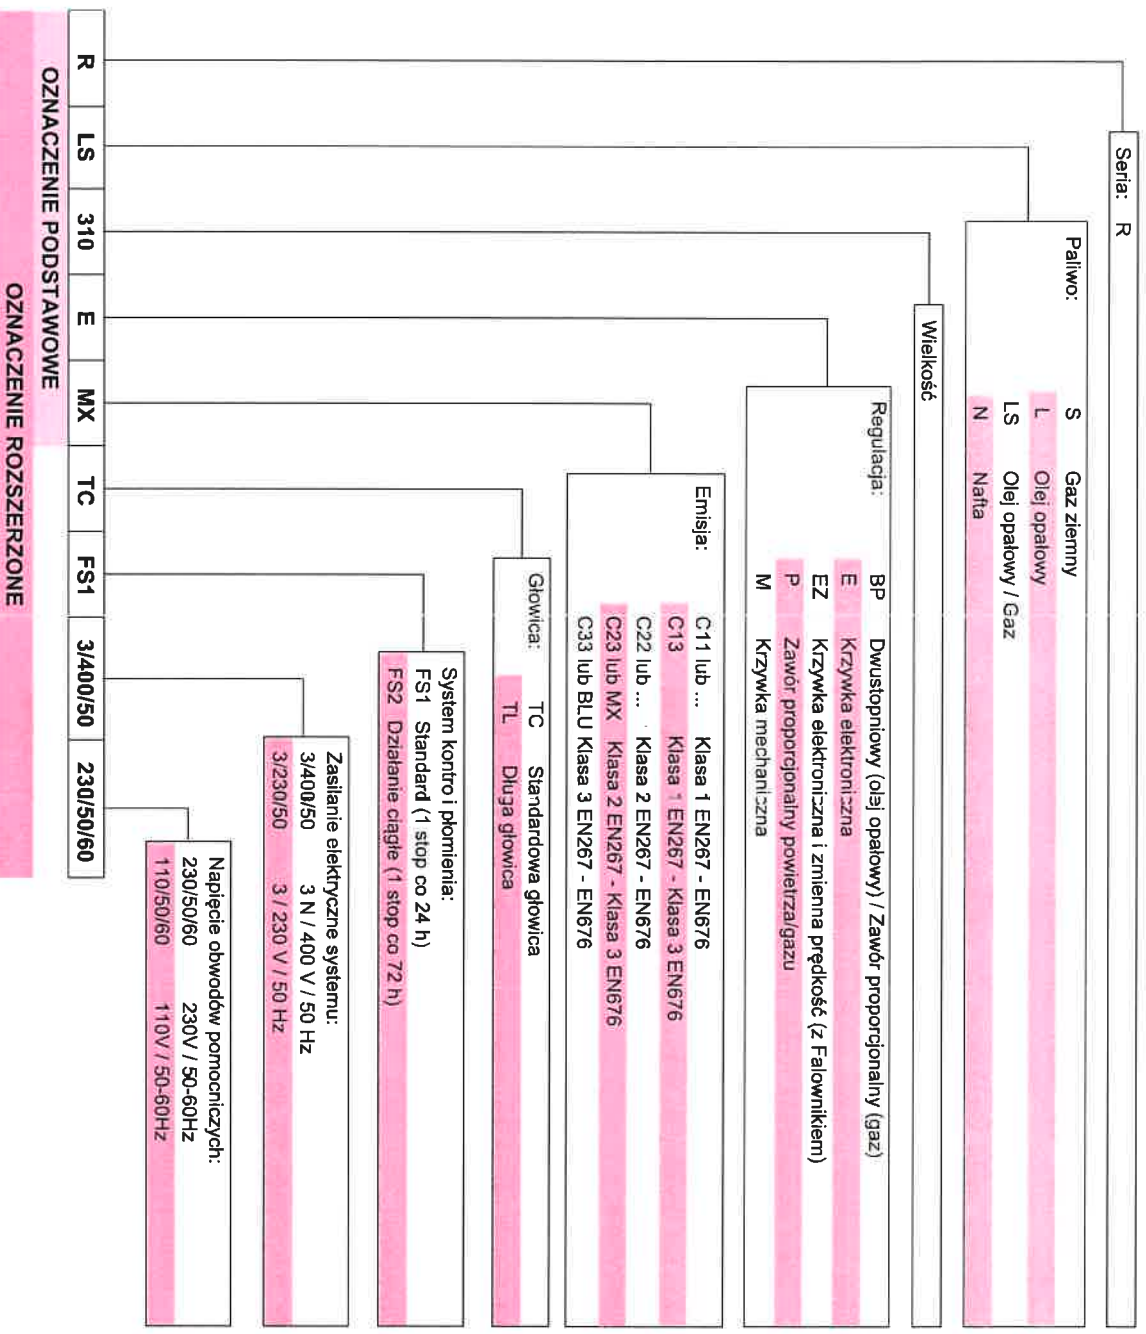 Seria: R
Paliwo: S Gaz ziemny
L Olej opałowy
LS Olej opałowy / Gaz
N Nafta
Wielkość
Regulacja: BP Dwustopniowy (olej opałowy) / Zawór proporcjonalny (gaz)
E Krzywka elektroniczna
EZ Krzywka elektroniczna i zmienna prędkość (z Falownikiem)
P Zawór proporcjonalny powietrza/gazu
M Krzywka mechaniczna
Emisja: C11 lub ... Klasa 1 EN267 - EN676
C13 Klasa 1 EN267 - Klasa 3 EN676
C22 lub ... Klasa 2 EN267 - EN676
C23 lub MX Klasa 2 EN267 - Klasa 3 EN676
C33 lub BLU Klasa 3 EN267 - EN676
Głowica: TC Standardowa głowica
TL Długa głowica
System kontro i płomienia:
FS1 Standard (1 stop co 24 h)
FS2 Działanie ciągłe (1 stop co 72 h)
Zasilanie elektryczne systemu:
3/400/50 3 N / 400 V / 50 Hz
3/230/50 3 / 230 V / 50 Hz
Napięcie obwodów pomocniczych:
230/50/60 230V / 50-60Hz
110/50/60 110V / 50-60Hz
R LS 310 E MX TC FS1 3/400/50 230/50/60
OZNACZENIE PODSTAWOWE
OZNACZENIE ROZSZERZONE